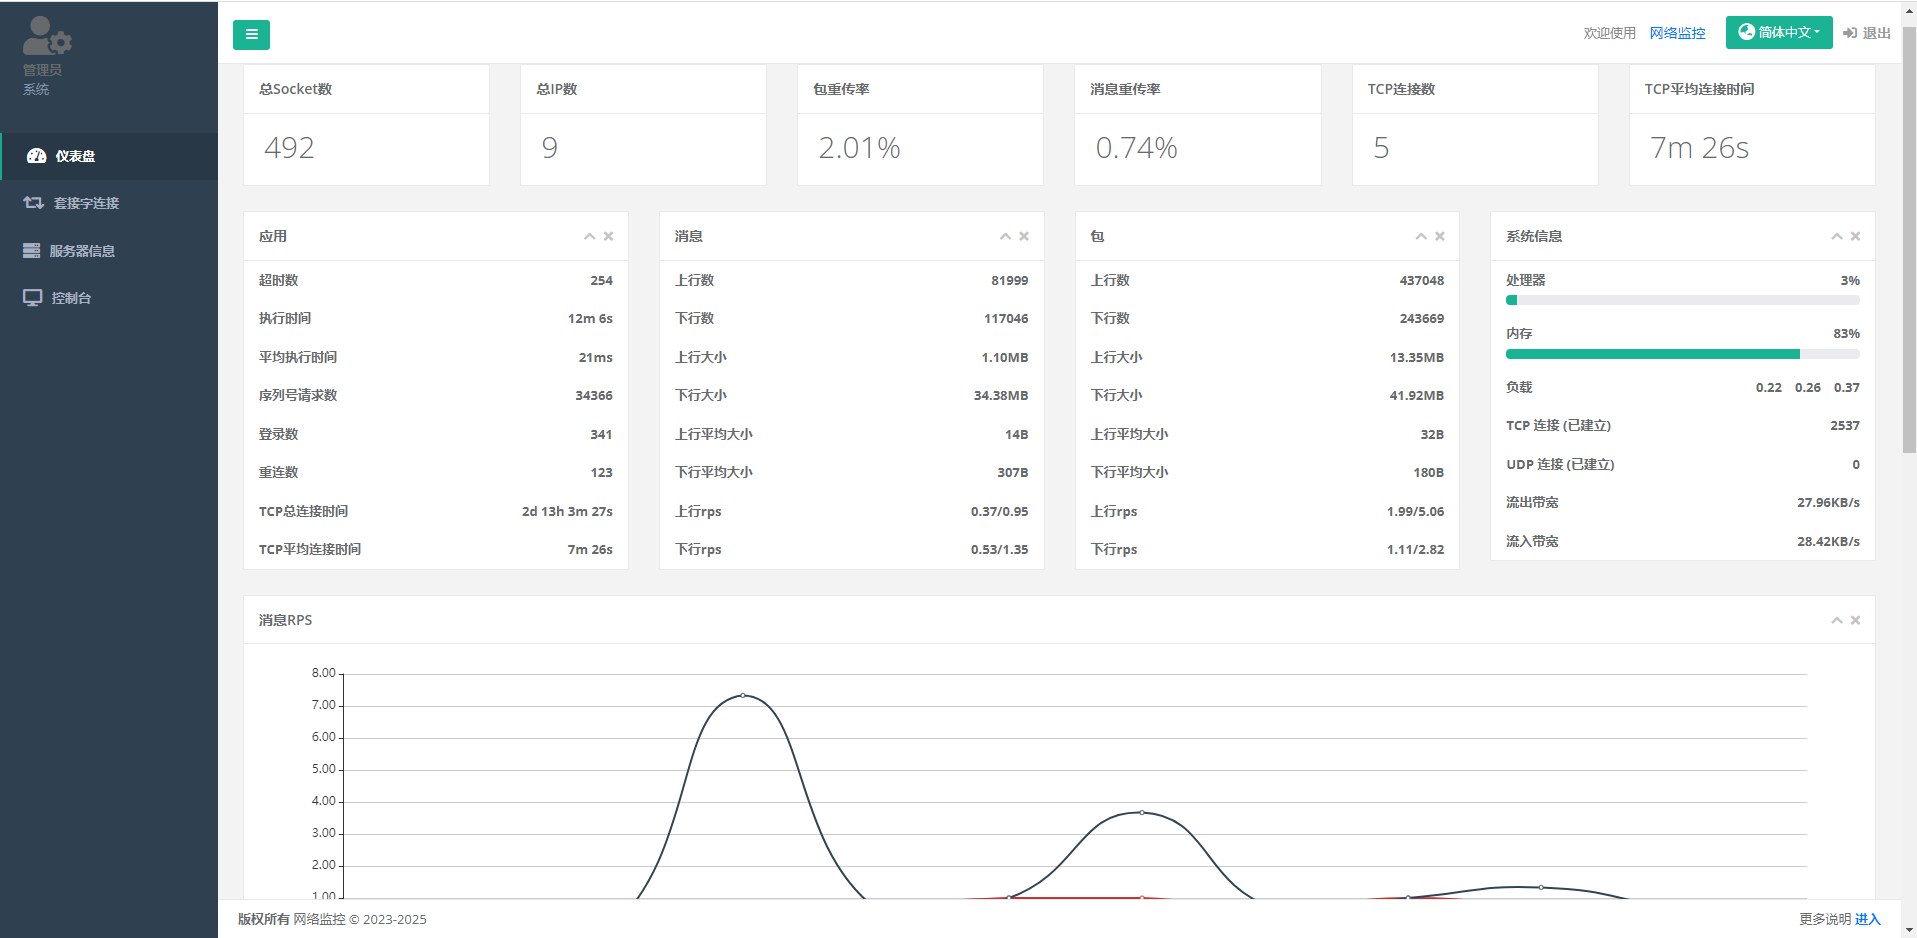 管理员
系统
仪表盘
套接字连接
服务器信息
控制台
欢迎使用 网络监控 简体中文 退出
总Socket数
492
总IP数
9
包重传率
2.01%
消息重传率
0.74%
TCP连接数
5
TCP平均连接时间
7m 26s
应用
超时数 254
执行时间 12m 6s
平均执行时间 21ms
序列号请求数 34366
登录数 341
重连数 123
TCP总连接时间 2d 13h 3m 27s
TCP平均连接时间 7m 26s
消息
上行数 81999
下行数 117046
上行大小 1.10MB
下行大小 34.38MB
上行平均大小 14B
下行平均大小 307B
上行rps 0.37/0.95
下行rps 0.53/1.35
包
上行数 437048
下行数 243669
上行大小 13.35MB
下行大小 41.92MB
上行平均大小 32B
下行平均大小 180B
上行rps 1.99/5.06
下行rps 1.11/2.82
系统信息
处理器 3%
内存 83%
负载 0.22 0.26 0.37
TCP 连接 (已建立) 2537
UDP 连接 (已建立) 0
流出带宽 27.96KB/s
流入带宽 28.42KB/s
消息RPS
8.00
7.00
6.00
5.00
4.00
3.00
2.00
1.00
版权所有 网络监控 © 2023-2025
更多说明 进入